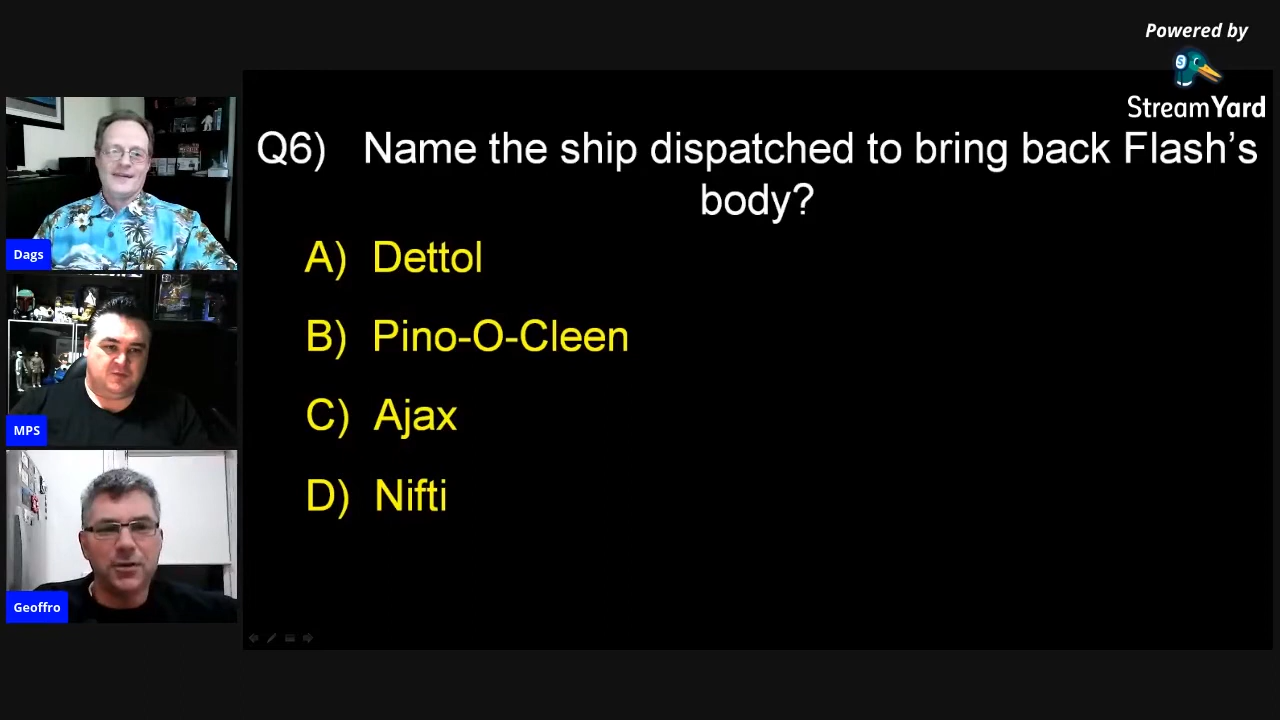 Powered by
StreamYard
Q6) Name the ship dispatched to bring back Flash’s
body?
A) Dettol
B) Pino-O-Cleen
C) Ajax
D) Nifti
Dags
MPS
Geoffro